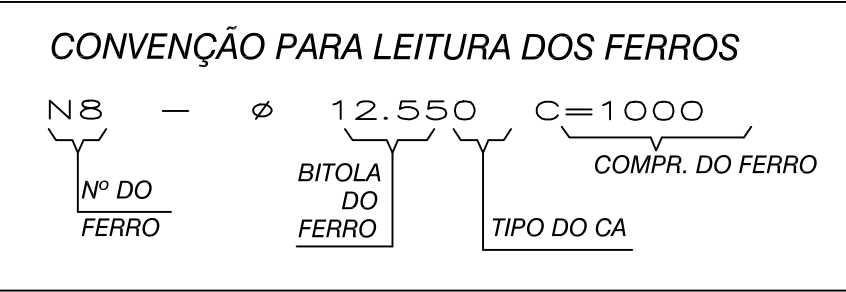 CONVENÇÃO PARA LEITURA DOS FERROS
N8 – ø 12.550 C=1000
Nº DO
FERRO
BITOLA
DO
FERRO
TIPO DO CA
COMPR. DO FERRO